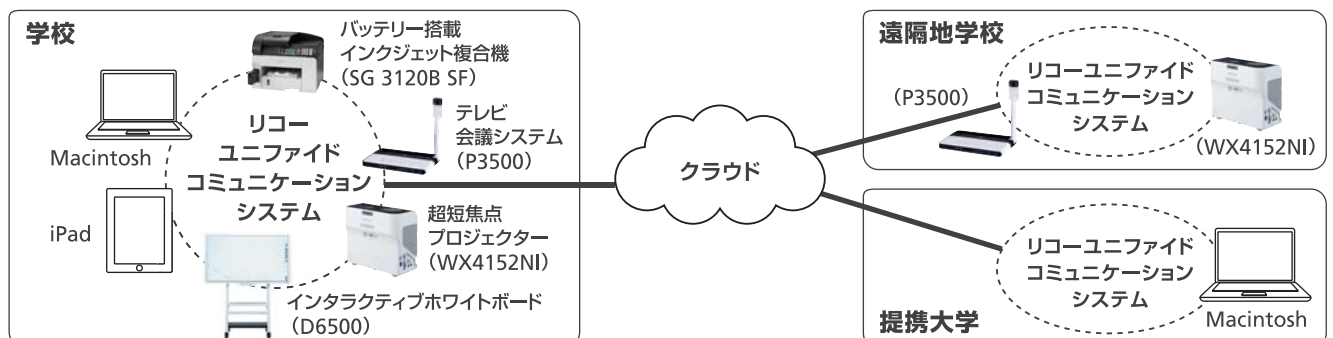 学校
バッテリー搭載
インクジェット複合機
（SG 3120B SF）
Macintosh
リコー
ユニファイド
コミュニケーション
システム
テレビ
会議システム
（P3500）
iPad
超短焦点
プロジェクター
（WX4152NI）
インタラクティブホワイトボード
（D6500）
クラウド
遠隔地学校
（P3500）
リコーユニファイド
コミュニケーション
システム
（WX4152NI）
リコーユニファイド
コミュニケーション
システム
Macintosh
提携大学